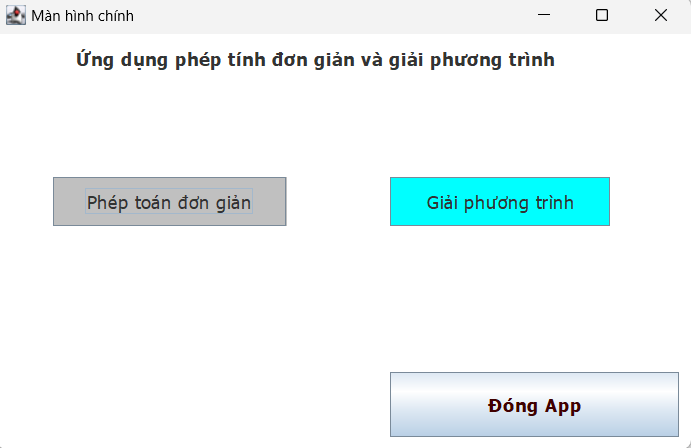 Màn hình chính
Ứng dụng phép tính đơn giản và giải phương trình
Phép toán đơn giản
Giải phương trình
Đóng App